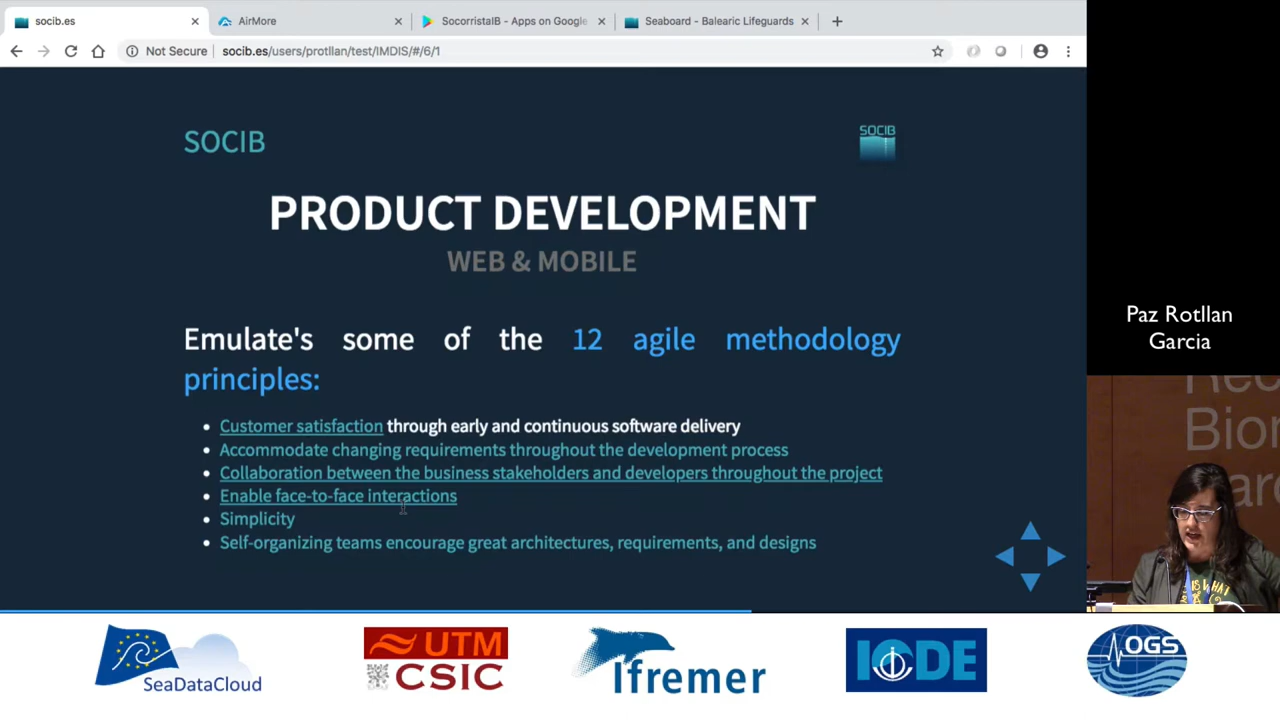 socib.es
AirMore
SocorristaIB - Apps on Google
Seaboard - Balearic Lifeguards
Not Secure
socib.es/users/protllan/test/IMDIS/#/6/1
SOCIB
SOCIB
PRODUCT DEVELOPMENT
WEB & MOBILE
Emulate's some of the 12 agile methodology
principles:
Customer satisfaction through early and continuous software delivery
Accommodate changing requirements throughout the development process
Collaboration between the business stakeholders and developers throughout the project
Enable face-to-face interactions
Simplicity
Self-organizing teams encourage great architectures, requirements, and designs
Paz Rotllan
Garcia
SeaDataCloud
UTM
CSIC
Ifremer
IODE
OGS